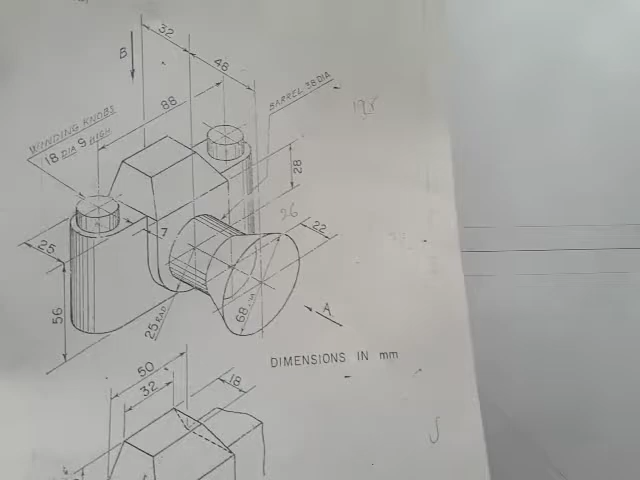 32
B
48
88
BARREL 38 DIA
WINDING KNOBS
18 DIA 9 HIGH
28
26
22
7
25
56
25 RAD
68 DIA
A
DIMENSIONS IN mm
50
32
18